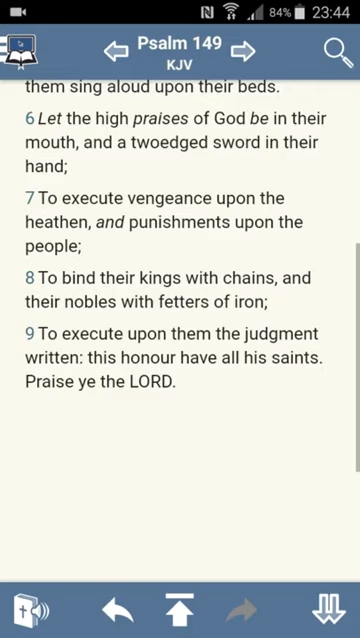 84% 23:44
Psalm 149
KJV
them sing aloud upon their beds.
6 Let the high praises of God be in their
mouth, and a twoedged sword in their
hand;
7 To execute vengeance upon the
heathen, and punishments upon the
people;
8 To bind their kings with chains, and
their nobles with fetters of iron;
9 To execute upon them the judgment
written: this honour have all his saints.
Praise ye the LORD.